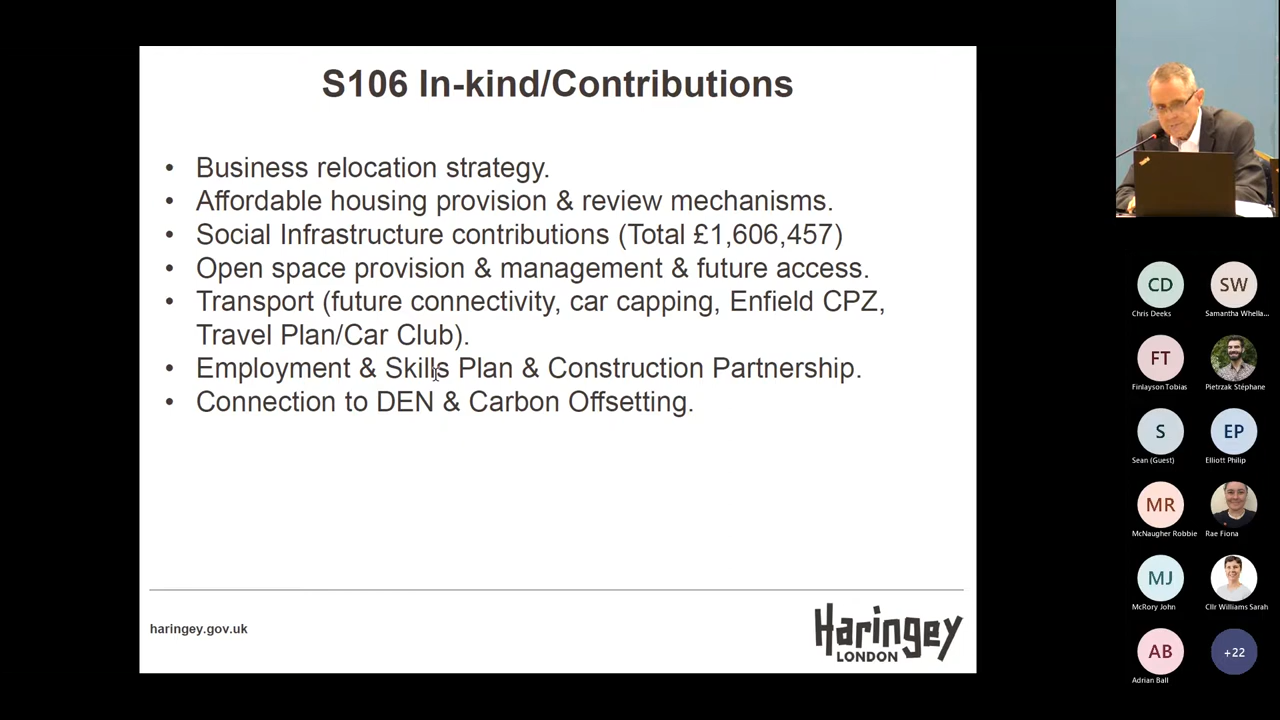 S106 In-kind/Contributions
• Business relocation strategy.
• Affordable housing provision & review mechanisms.
• Social Infrastructure contributions (Total £1,606,457)
• Open space provision & management & future access.
• Transport (future connectivity, car capping, Enfield CPZ,
Travel Plan/Car Club).
• Employment & Skills Plan & Construction Partnership.
• Connection to DEN & Carbon Offsetting.
haringey.gov.uk
Haringey
LONDON
CD
SW
Chris Deeks
Samantha Whella...
FT
Finlayson Tobias
Pietrzak Stéphane
S
EP
Sean (Guest)
Elliott Philip
MR
McNaugher Robbie
Rae Fiona
MJ
McRory John
Cllr Williams Sarah
AB
+22
Adrian Ball